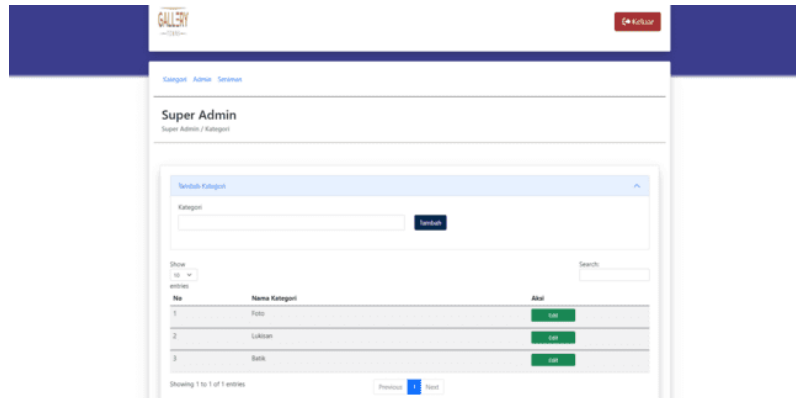 GALLERY
Keluar
Kategori Admin Seniman
Super Admin
Super Admin / Kategori
Tambah Kategori
Kategori
Tambah
Show
10
entries
Search:
No Nama Kategori Aksi
1 Foto Edit
2 Lukisan Edit
3 Batik Edit
Showing 1 to 1 of 1 entries
Previous 1 Next